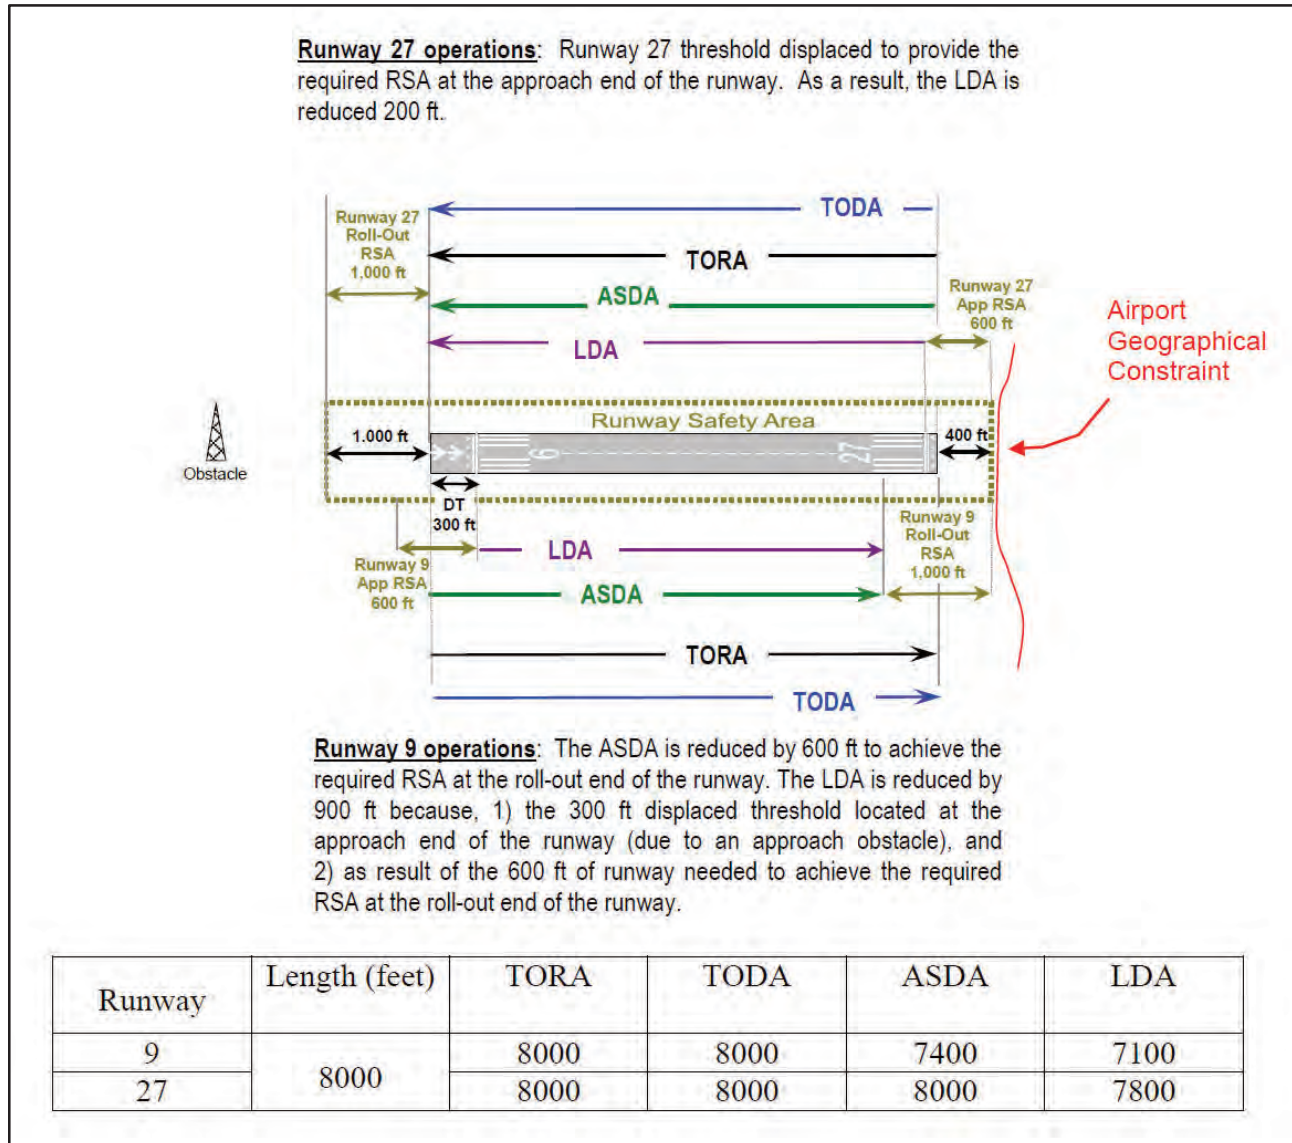 Runway 27 operations: Runway 27 threshold displaced to provide the
required RSA at the approach end of the runway. As a result, the LDA is
reduced 200 ft.
TODA
Runway 27
Roll-Out
RSA
1,000 ft
TORA
ASDA
Runway 27
App RSA
600 ft
LDA
Airport
Geographical
Constraint
Runway Safety Area
1.000 ft
9
27
400 ft
Obstacle
DT
300 ft
Runway 9
Roll-Out
RSA
1,000 ft
LDA
Runway 9
App RSA
600 ft
ASDA
TORA
TODA
Runway 9 operations: The ASDA is reduced by 600 ft to achieve the
required RSA at the roll-out end of the runway. The LDA is reduced by
900 ft because, 1) the 300 ft displaced threshold located at the
approach end of the runway (due to an approach obstacle), and
2) as result of the 600 ft of runway needed to achieve the required
RSA at the roll-out end of the runway.
Runway Length (feet) TORA TODA ASDA LDA
9 8000 8000 8000 7400 7100
27 8000 8000 8000 7800